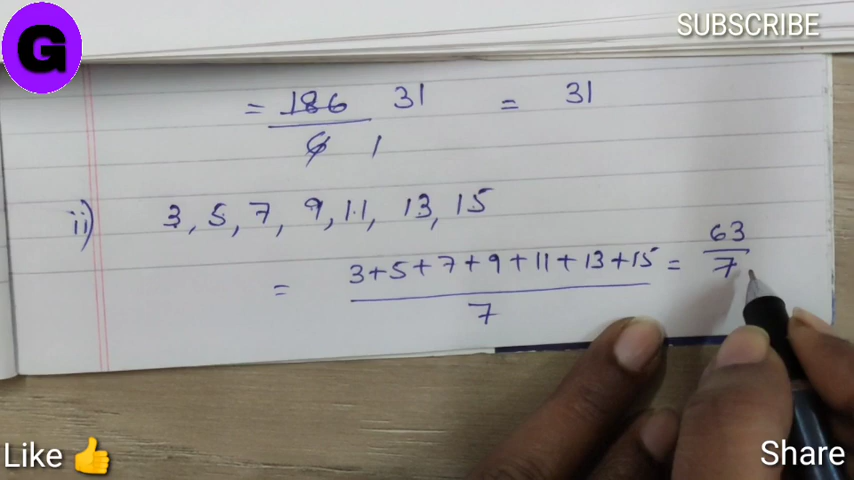 G
SUBSCRIBE
= 186 31 = 31
6 1
ii) 3, 5, 7, 9, 11, 13, 15
= 3+5+7+9+11+13+15 = 63
7 7
Like 👍
Share